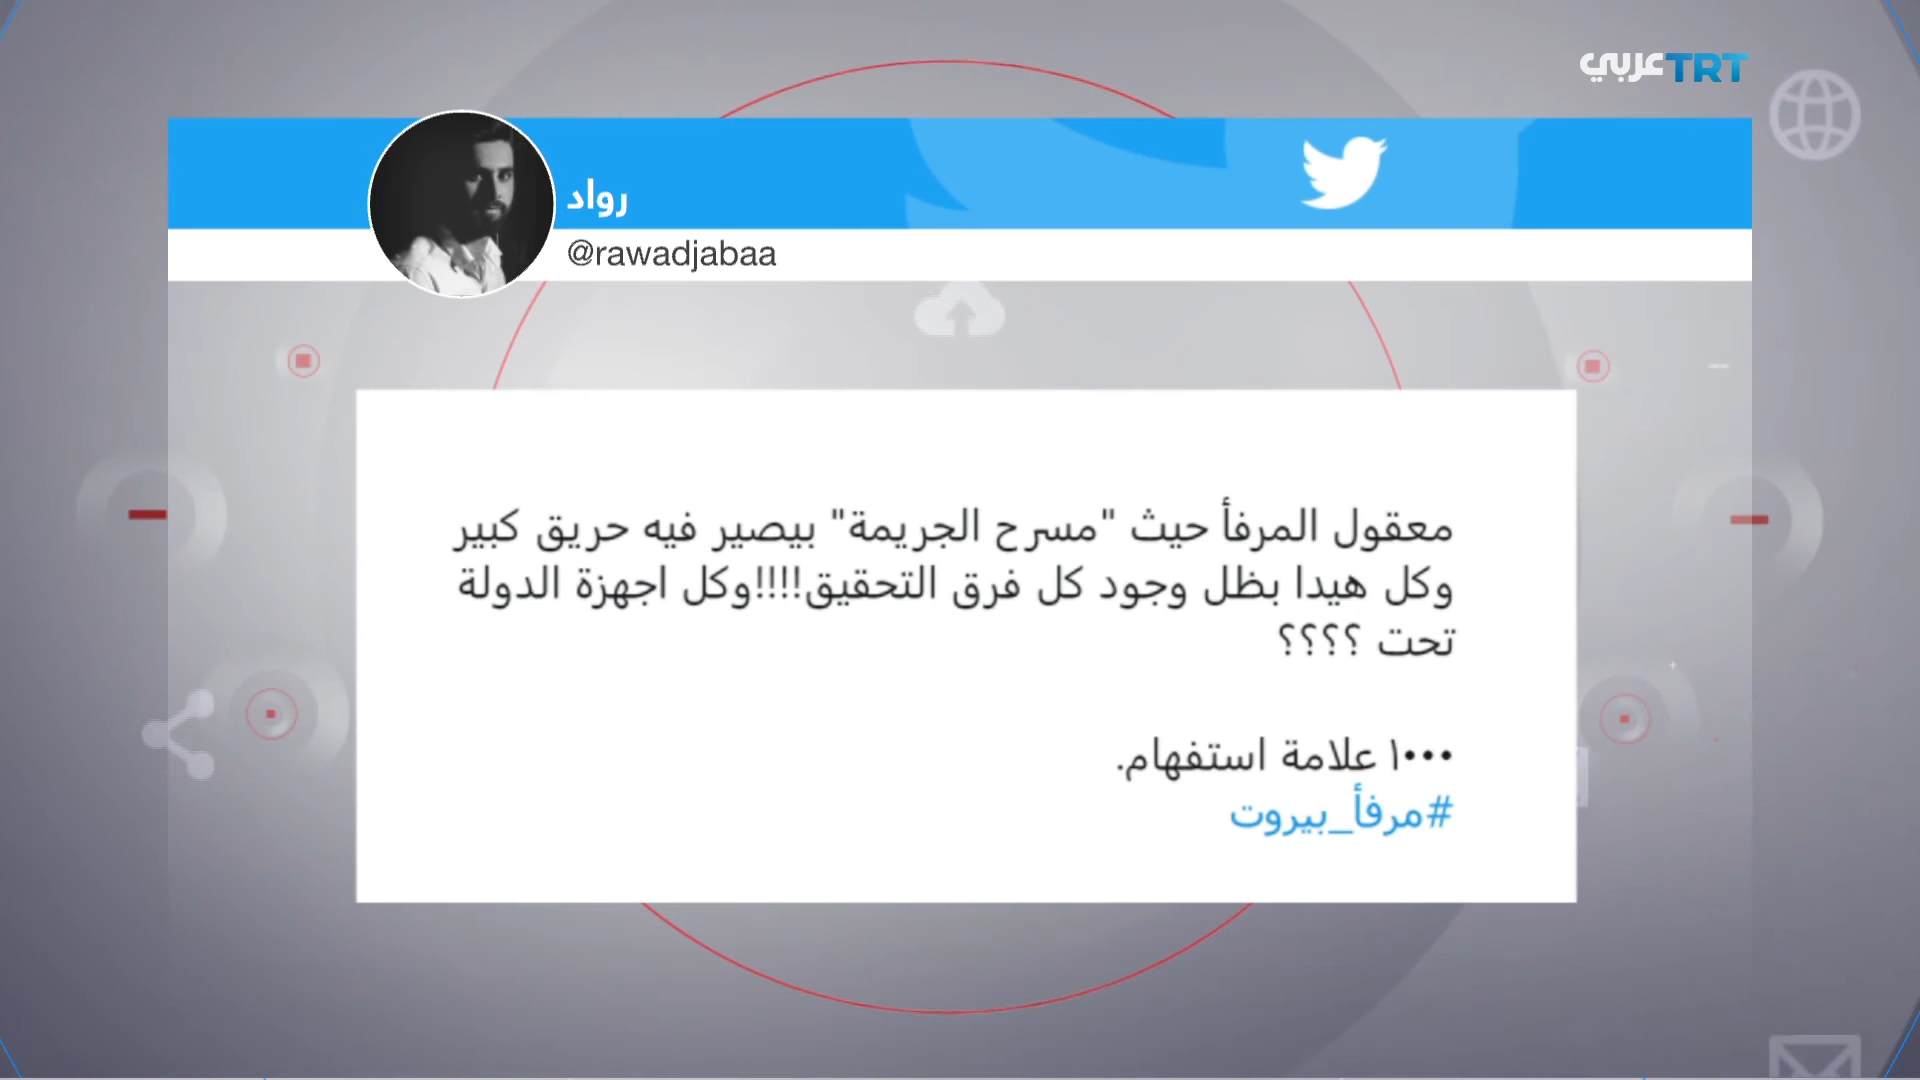 TRT عربي
رواد
@rawadjabaa
معقول المرفأ حيث "مسرح الجريمة" بيصير فيه حريق كبير
وكل هيدا بظل وجود كل فرق التحقيق!!!!وكل اجهزة الدولة
تحت ؟؟؟؟
١٠٠٠ علامة استفهام.
#مرفأ_بيروت